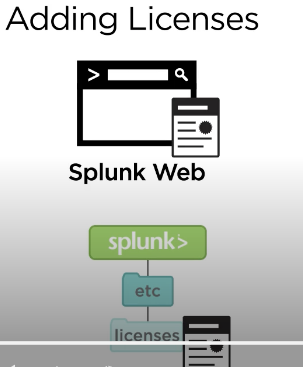 Adding Licenses
Splunk Web
splunk>
etc
licenses